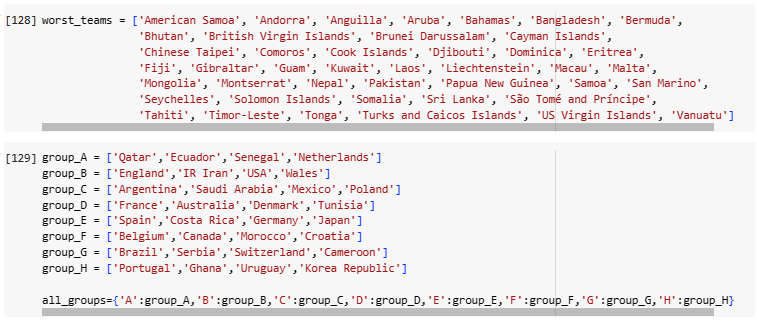 [128] worst_teams = ['American Samoa', 'Andorra', 'Anguilla', 'Aruba', 'Bahamas', 'Bangladesh', 'Bermuda',
'Bhutan', 'British Virgin Islands', 'Brunei Darussalam', 'Cayman Islands',
'Chinese Taipei', 'Comoros', 'Cook Islands', 'Djibouti', 'Dominica', 'Eritrea',
'Fiji', 'Gibraltar', 'Guam', 'Kuwait', 'Laos', 'Liechtenstein', 'Macau', 'Malta',
'Mongolia', 'Montserrat', 'Nepal', 'Pakistan', 'Papua New Guinea', 'Samoa', 'San Marino',
'Seychelles', 'Solomon Islands', 'Somalia', 'Sri Lanka', 'São Tomé and Príncipe',
'Tahiti', 'Timor-Leste', 'Tonga', 'Turks and Caicos Islands', 'US Virgin Islands', 'Vanuatu']
[129] group_A = ['Qatar','Ecuador','Senegal','Netherlands']
group_B = ['England','IR Iran','USA','Wales']
group_C = ['Argentina','Saudi Arabia','Mexico','Poland']
group_D = ['France','Australia','Denmark','Tunisia']
group_E = ['Spain','Costa Rica','Germany','Japan']
group_F = ['Belgium','Canada','Morocco','Croatia']
group_G = ['Brazil','Serbia','Switzerland','Cameroon']
group_H = ['Portugal','Ghana','Uruguay','Korea Republic']
all_groups={'A':group_A,'B':group_B,'C':group_C,'D':group_D,'E':group_E,'F':group_F,'G':group_G,'H':group_H}